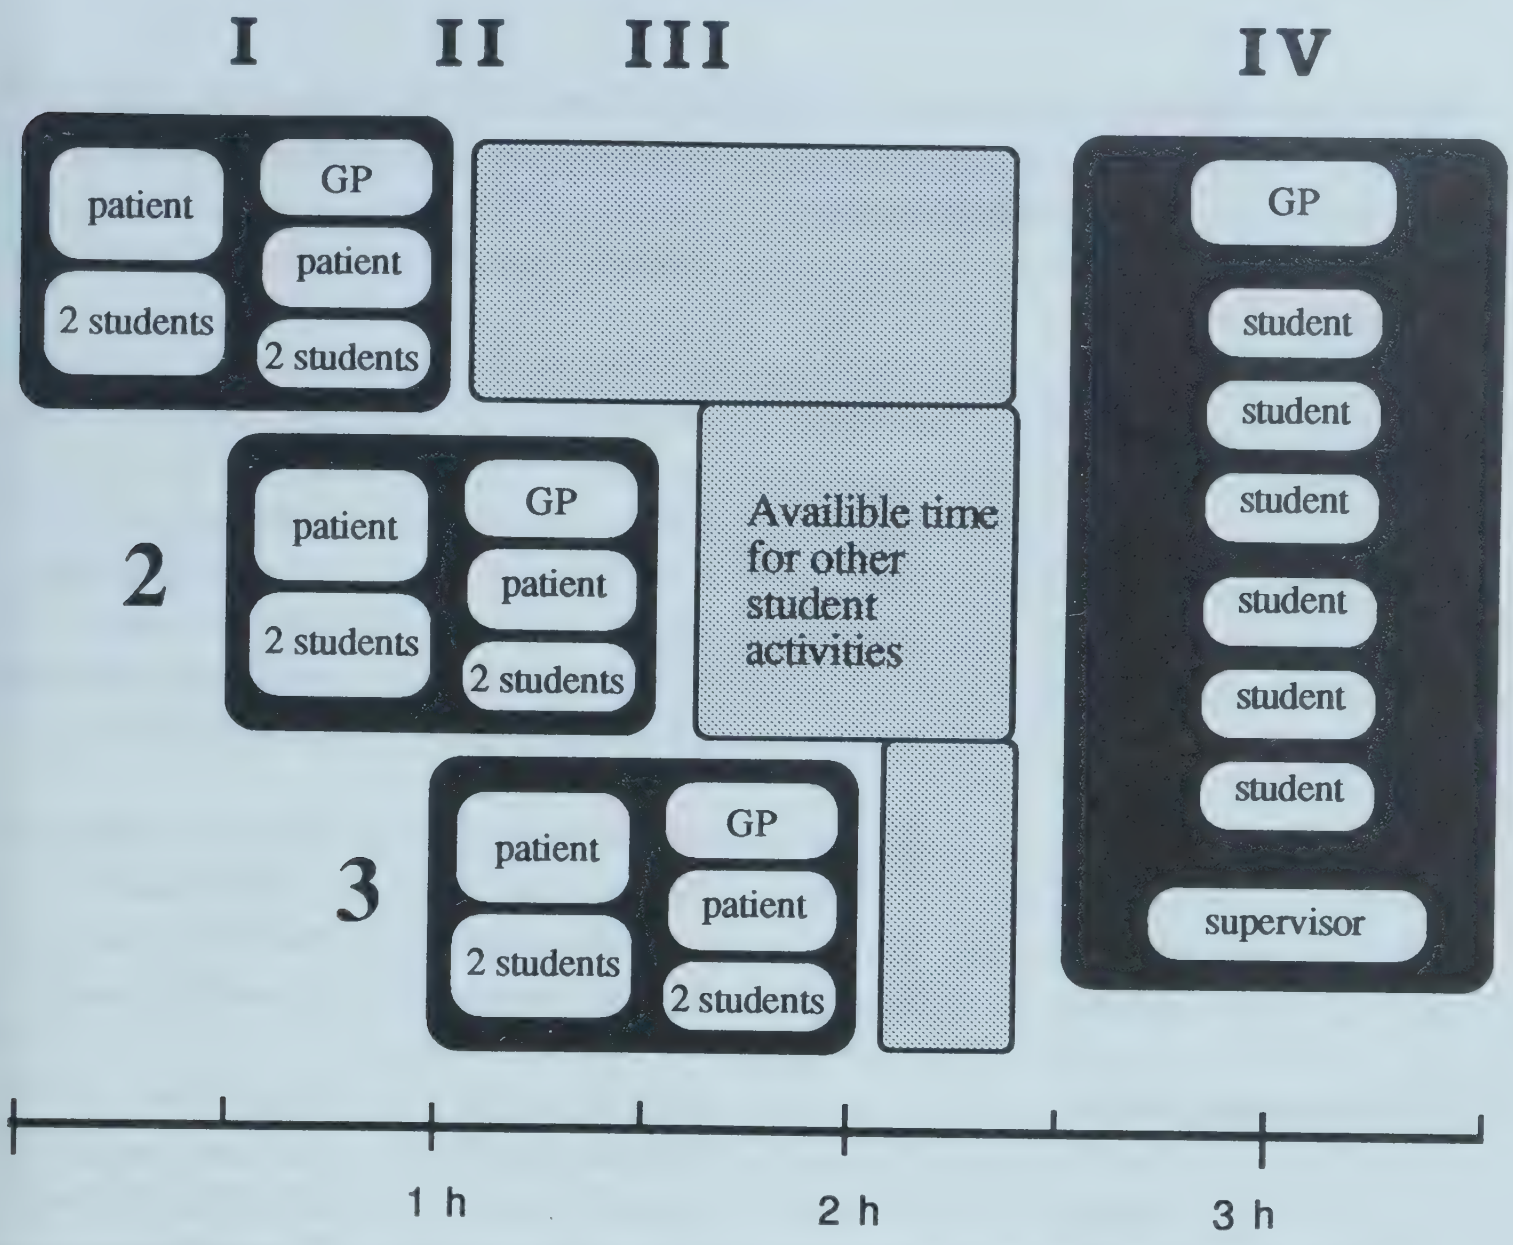 I II III IV
patient
2 students
GP
patient
2 students
2
patient
2 students
GP
patient
2 students
3
patient
2 students
GP
patient
2 students
Availible time
for other
student
activities
GP
student
student
student
student
student
student
supervisor
1 h 2 h 3 h